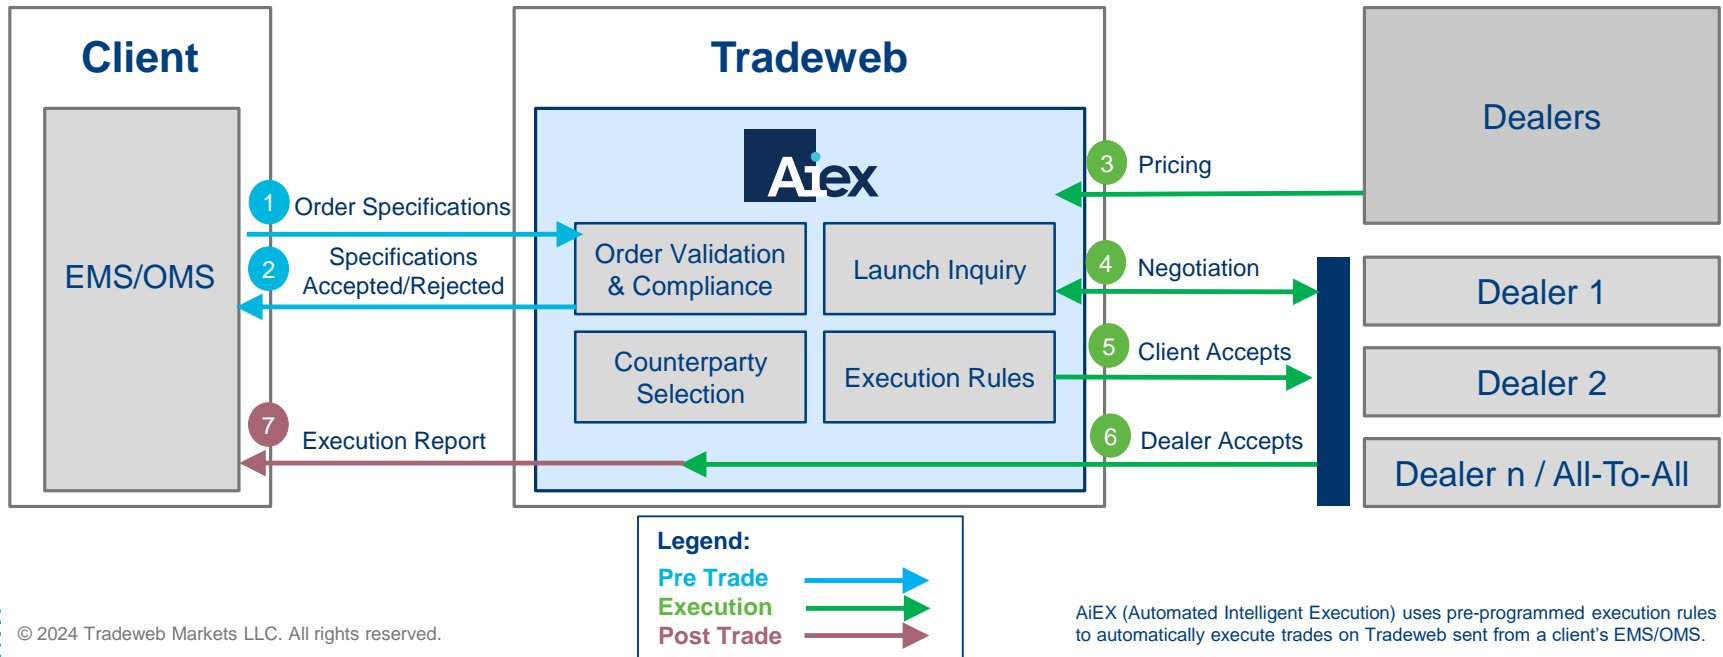 Client
EMS/OMS
1
Order Specifications
2
Specifications
Accepted/Rejected
7
Execution Report
Tradeweb
Aiex
Order Validation
& Compliance
Launch Inquiry
Counterparty
Selection
Execution Rules
3
Pricing
4
Negotiation
5
Client Accepts
6
Dealer Accepts
Dealers
Dealer 1
Dealer 2
Dealer n / All-To-All
Legend:
Pre Trade
Execution
Post Trade
© 2024 Tradeweb Markets LLC. All rights reserved.
AiEX (Automated Intelligent Execution) uses pre-programmed execution rules
to automatically execute trades on Tradeweb sent from a client's EMS/OMS.